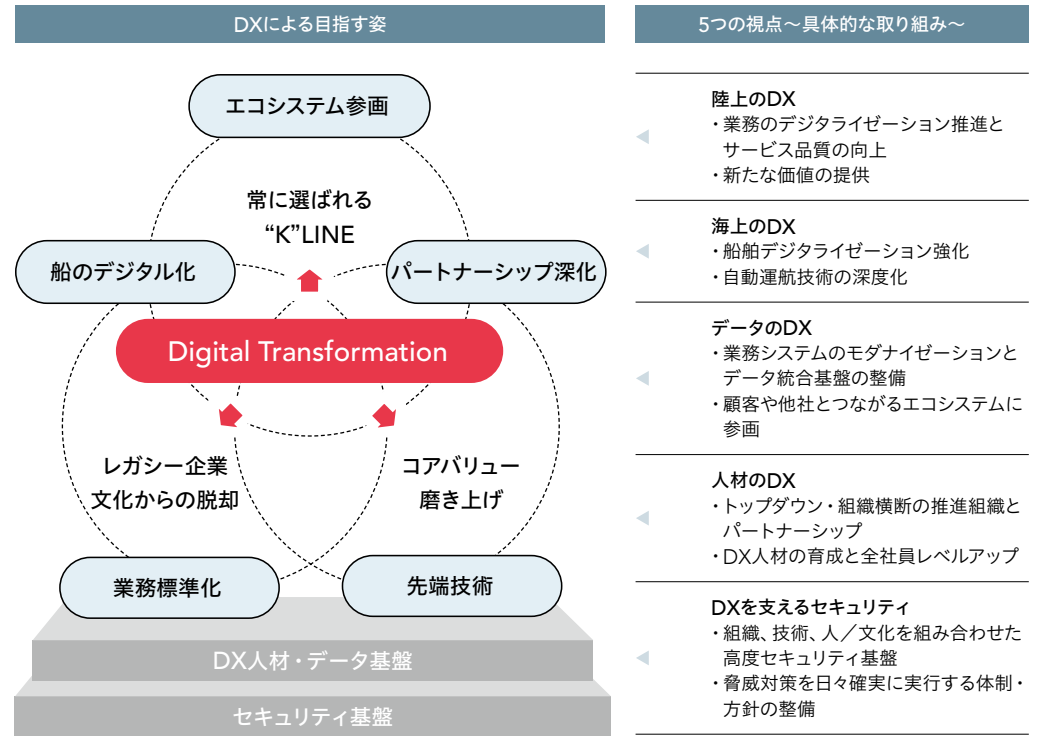 DXによる目指す姿
エコシステム参画
常に選ばれる
“K”LINE
船のデジタル化
パートナーシップ深化
Digital Transformation
レガシー企業
文化からの脱却
コアバリュー
磨き上げ
業務標準化
先端技術
DX人材・データ基盤
セキュリティ基盤
5つの視点～具体的な取り組み～
陸上のDX
・業務のデジタライゼーション推進と
サービス品質の向上
・新たな価値の提供
海上のDX
・船舶デジタライゼーション強化
・自動運航技術の深度化
データのDX
・業務システムのモダナイゼーションと
データ統合基盤の整備
・顧客や他社とつながるエコシステムに
参画
人材のDX
・トップダウン・組織横断の推進組織と
パートナーシップ
・DX人材の育成と全社員レベルアップ
DXを支えるセキュリティ
・組織、技術、人／文化を組み合わせた
高度セキュリティ基盤
・脅威対策を日々確実に実行する体制・
方針の整備